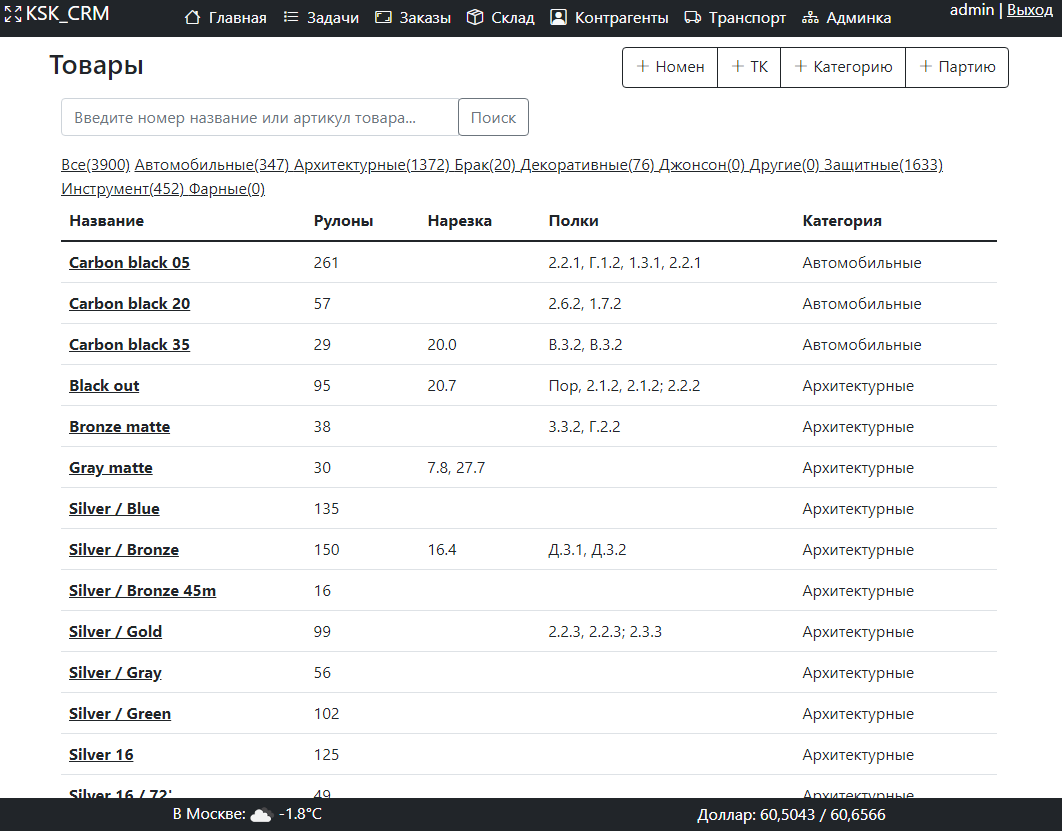 KSK_CRM Главная Задачи Заказы Склад Контрагенты Транспорт Админка admin | Выход
Товары
+ Номен + ТК + Категорию + Партию
Введите номер название или артикул товара... Поиск
Все(3900) Автомобильные(347) Архитектурные(1372) Брак(20) Декоративные(76) Джонсон(0) Другие(0) Защитные(1633)
Инструмент(452) Фарные(0)
Название Рулоны Нарезка Полки Категория
Carbon black 05 261 2.2.1, Г.1.2, 1.3.1, 2.2.1 Автомобильные
Carbon black 20 57 2.6.2, 1.7.2 Автомобильные
Carbon black 35 29 20.0 В.3.2, В.3.2 Автомобильные
Black out 95 20.7 Пор, 2.1.2, 2.1.2; 2.2.2 Архитектурные
Bronze matte 38 3.3.2, Г.2.2 Архитектурные
Gray matte 30 7.8, 27.7 Архитектурные
Silver / Blue 135 Архитектурные
Silver / Bronze 150 16.4 Д.3.1, Д.3.2 Архитектурные
Silver / Bronze 45m 16 Архитектурные
Silver / Gold 99 2.2.3, 2.2.3; 2.3.3 Архитектурные
Silver / Gray 56 Архитектурные
Silver / Green 102 Архитектурные
Silver 16 125 Архитектурные
Silver 16 / 72' 49 Архитектурные
В Москве: -1.8°C Доллар: 60,5043 / 60,6566